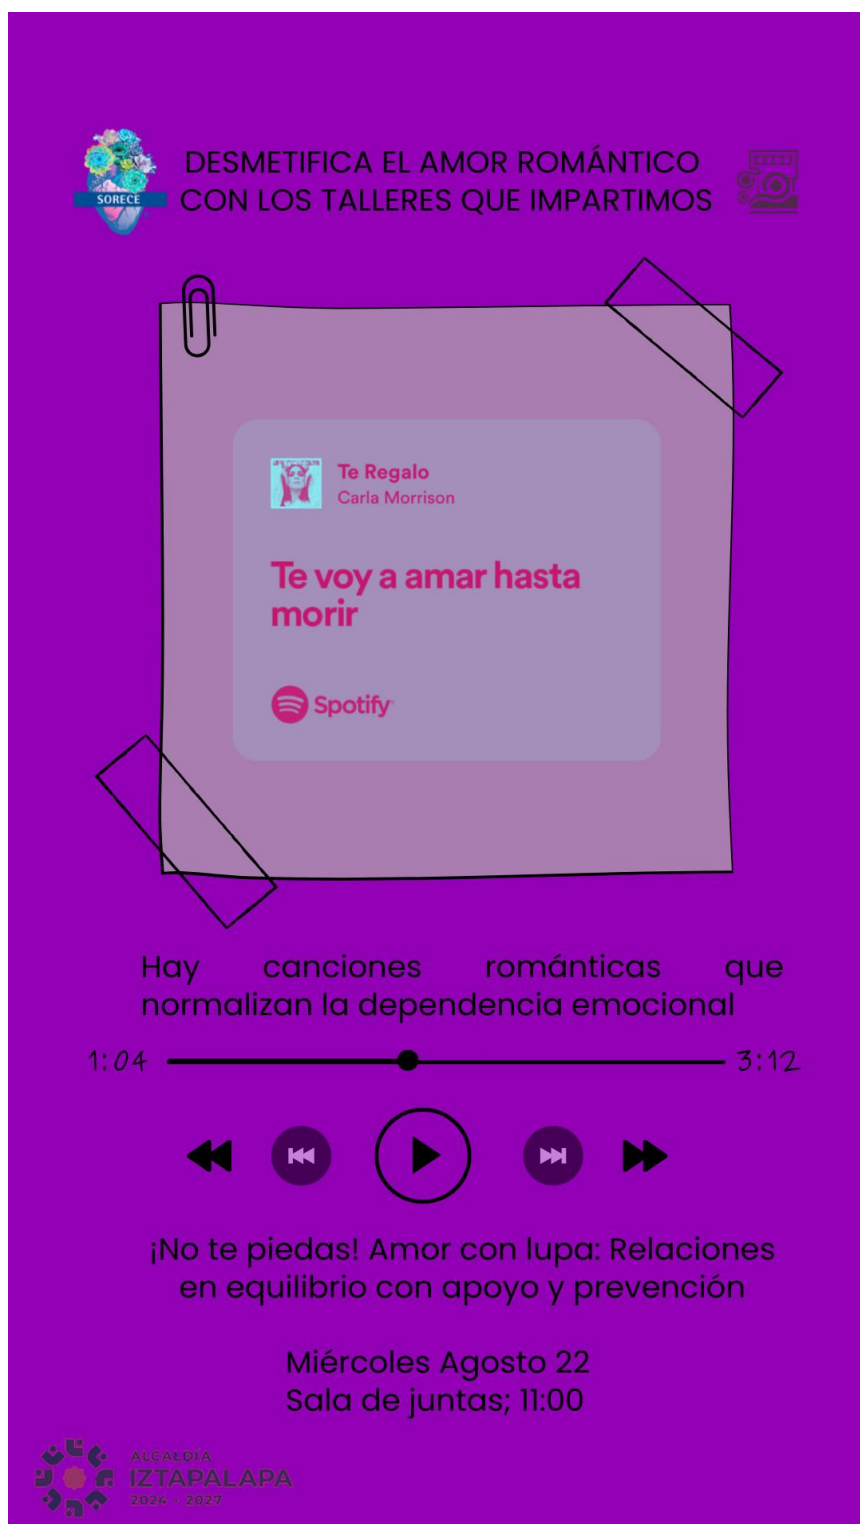 SORECE
DESMETIFICA EL AMOR ROMÁNTICO
CON LOS TALLERES QUE IMPARTIMOS
Te Regalo
Carla Morrison
Te voy a amar hasta
morir
Spotify
Hay canciones románticas que
normalizan la dependencia emocional
1:04
3:12
¡No te piedas! Amor con lupa: Relaciones
en equilibrio con apoyo y prevención
Miércoles Agosto 22
Sala de juntas; 11:00
ALCALDÍA
IZTAPALAPA
2024 - 2027